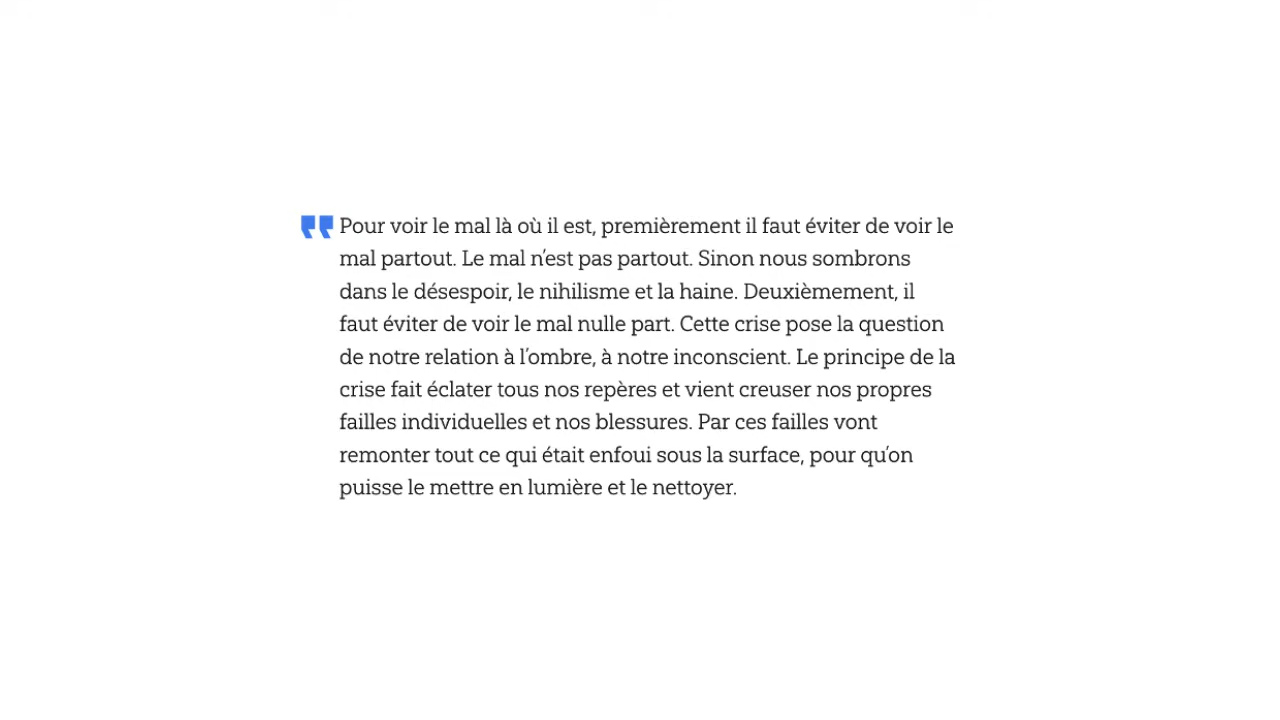 Pour voir le mal là où il est, premièrement il faut éviter de voir le
mal partout. Le mal n’est pas partout. Sinon nous sombrons
dans le désespoir, le nihilisme et la haine. Deuxièmement, il
faut éviter de voir le mal nulle part. Cette crise pose la question
de notre relation à l’ombre, à notre inconscient. Le principe de la
crise fait éclater tous nos repères et vient creuser nos propres
failles individuelles et nos blessures. Par ces failles vont
remonter tout ce qui était enfoui sous la surface, pour qu’on
puisse le mettre en lumière et le nettoyer.